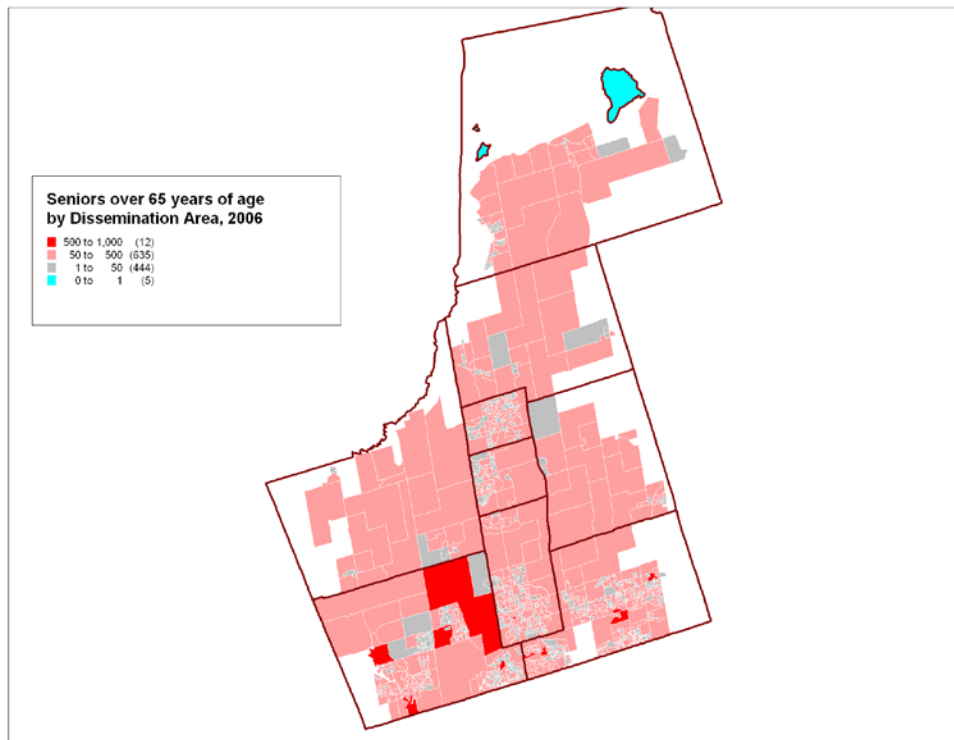 Seniors over 65 years of age
by Dissemination Area, 2006
500 to 1,000 (12)
50 to 500 (635)
1 to 50 (444)
0 to 1 (5)